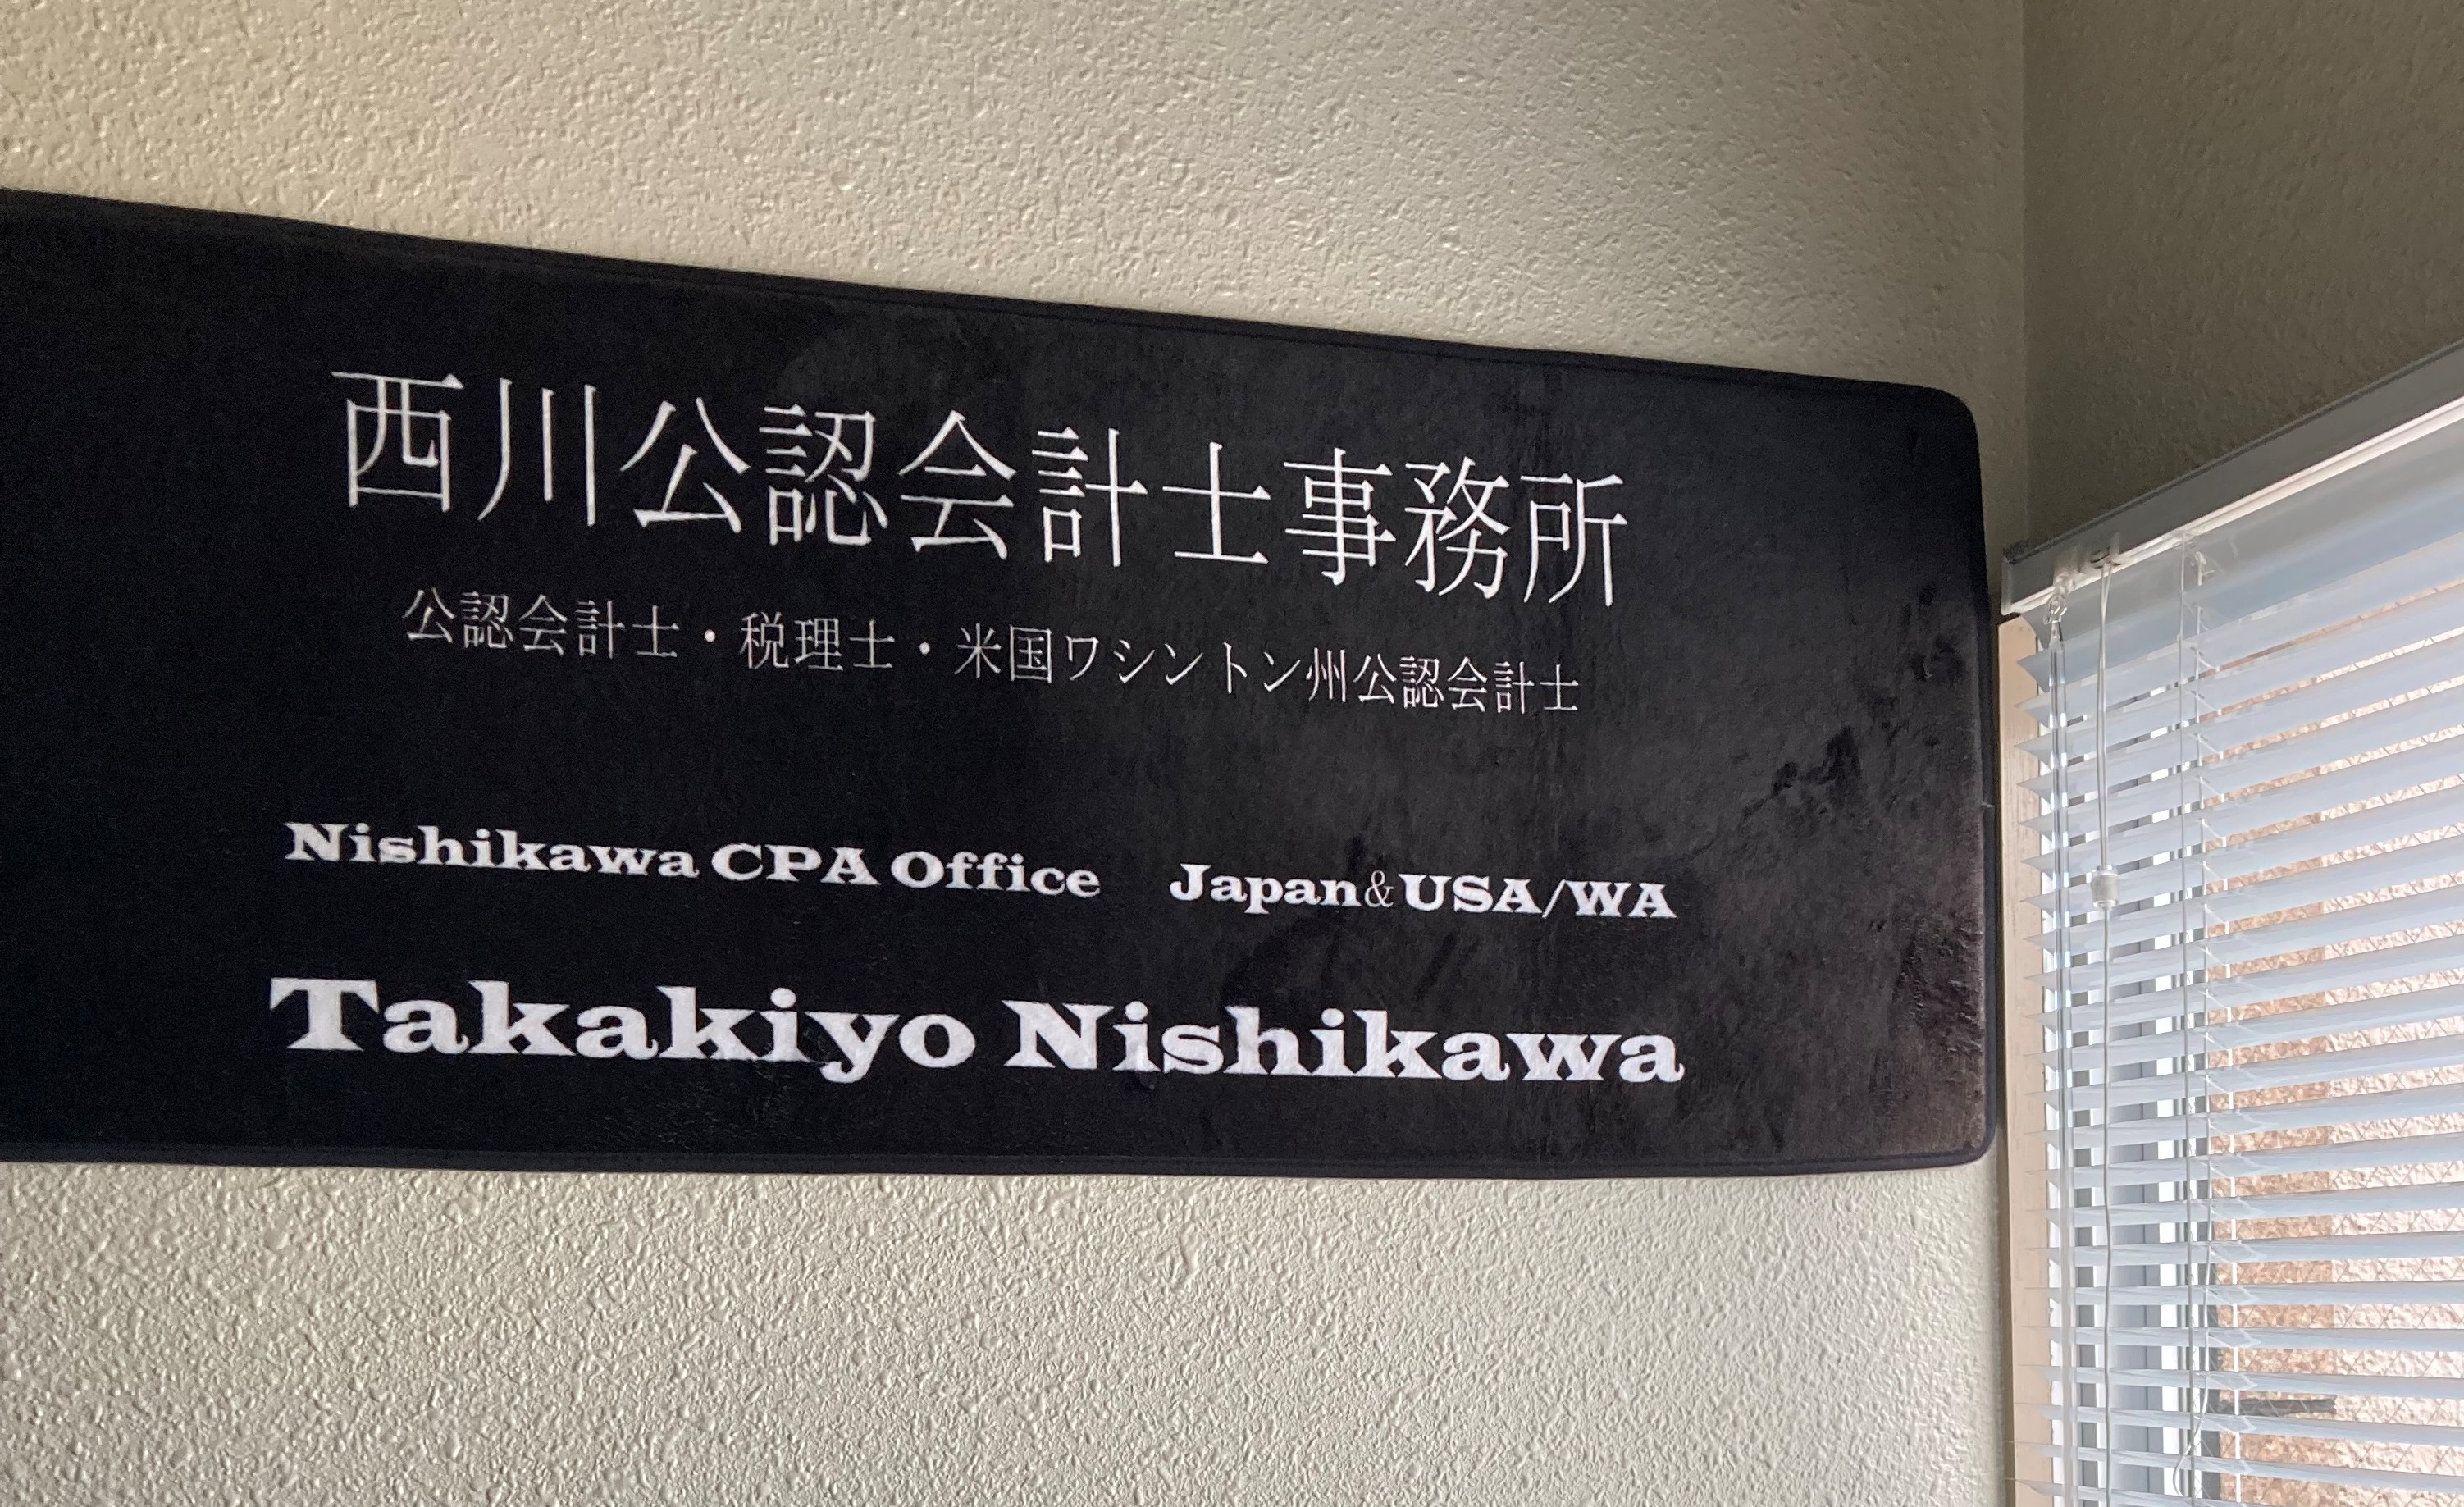 西川公認会計士事務所
公認会計士・税理士・米国ワシントン州公認会計士
Nishikawa CPA Office Japan&USA/WA
Takakiyo Nishikawa